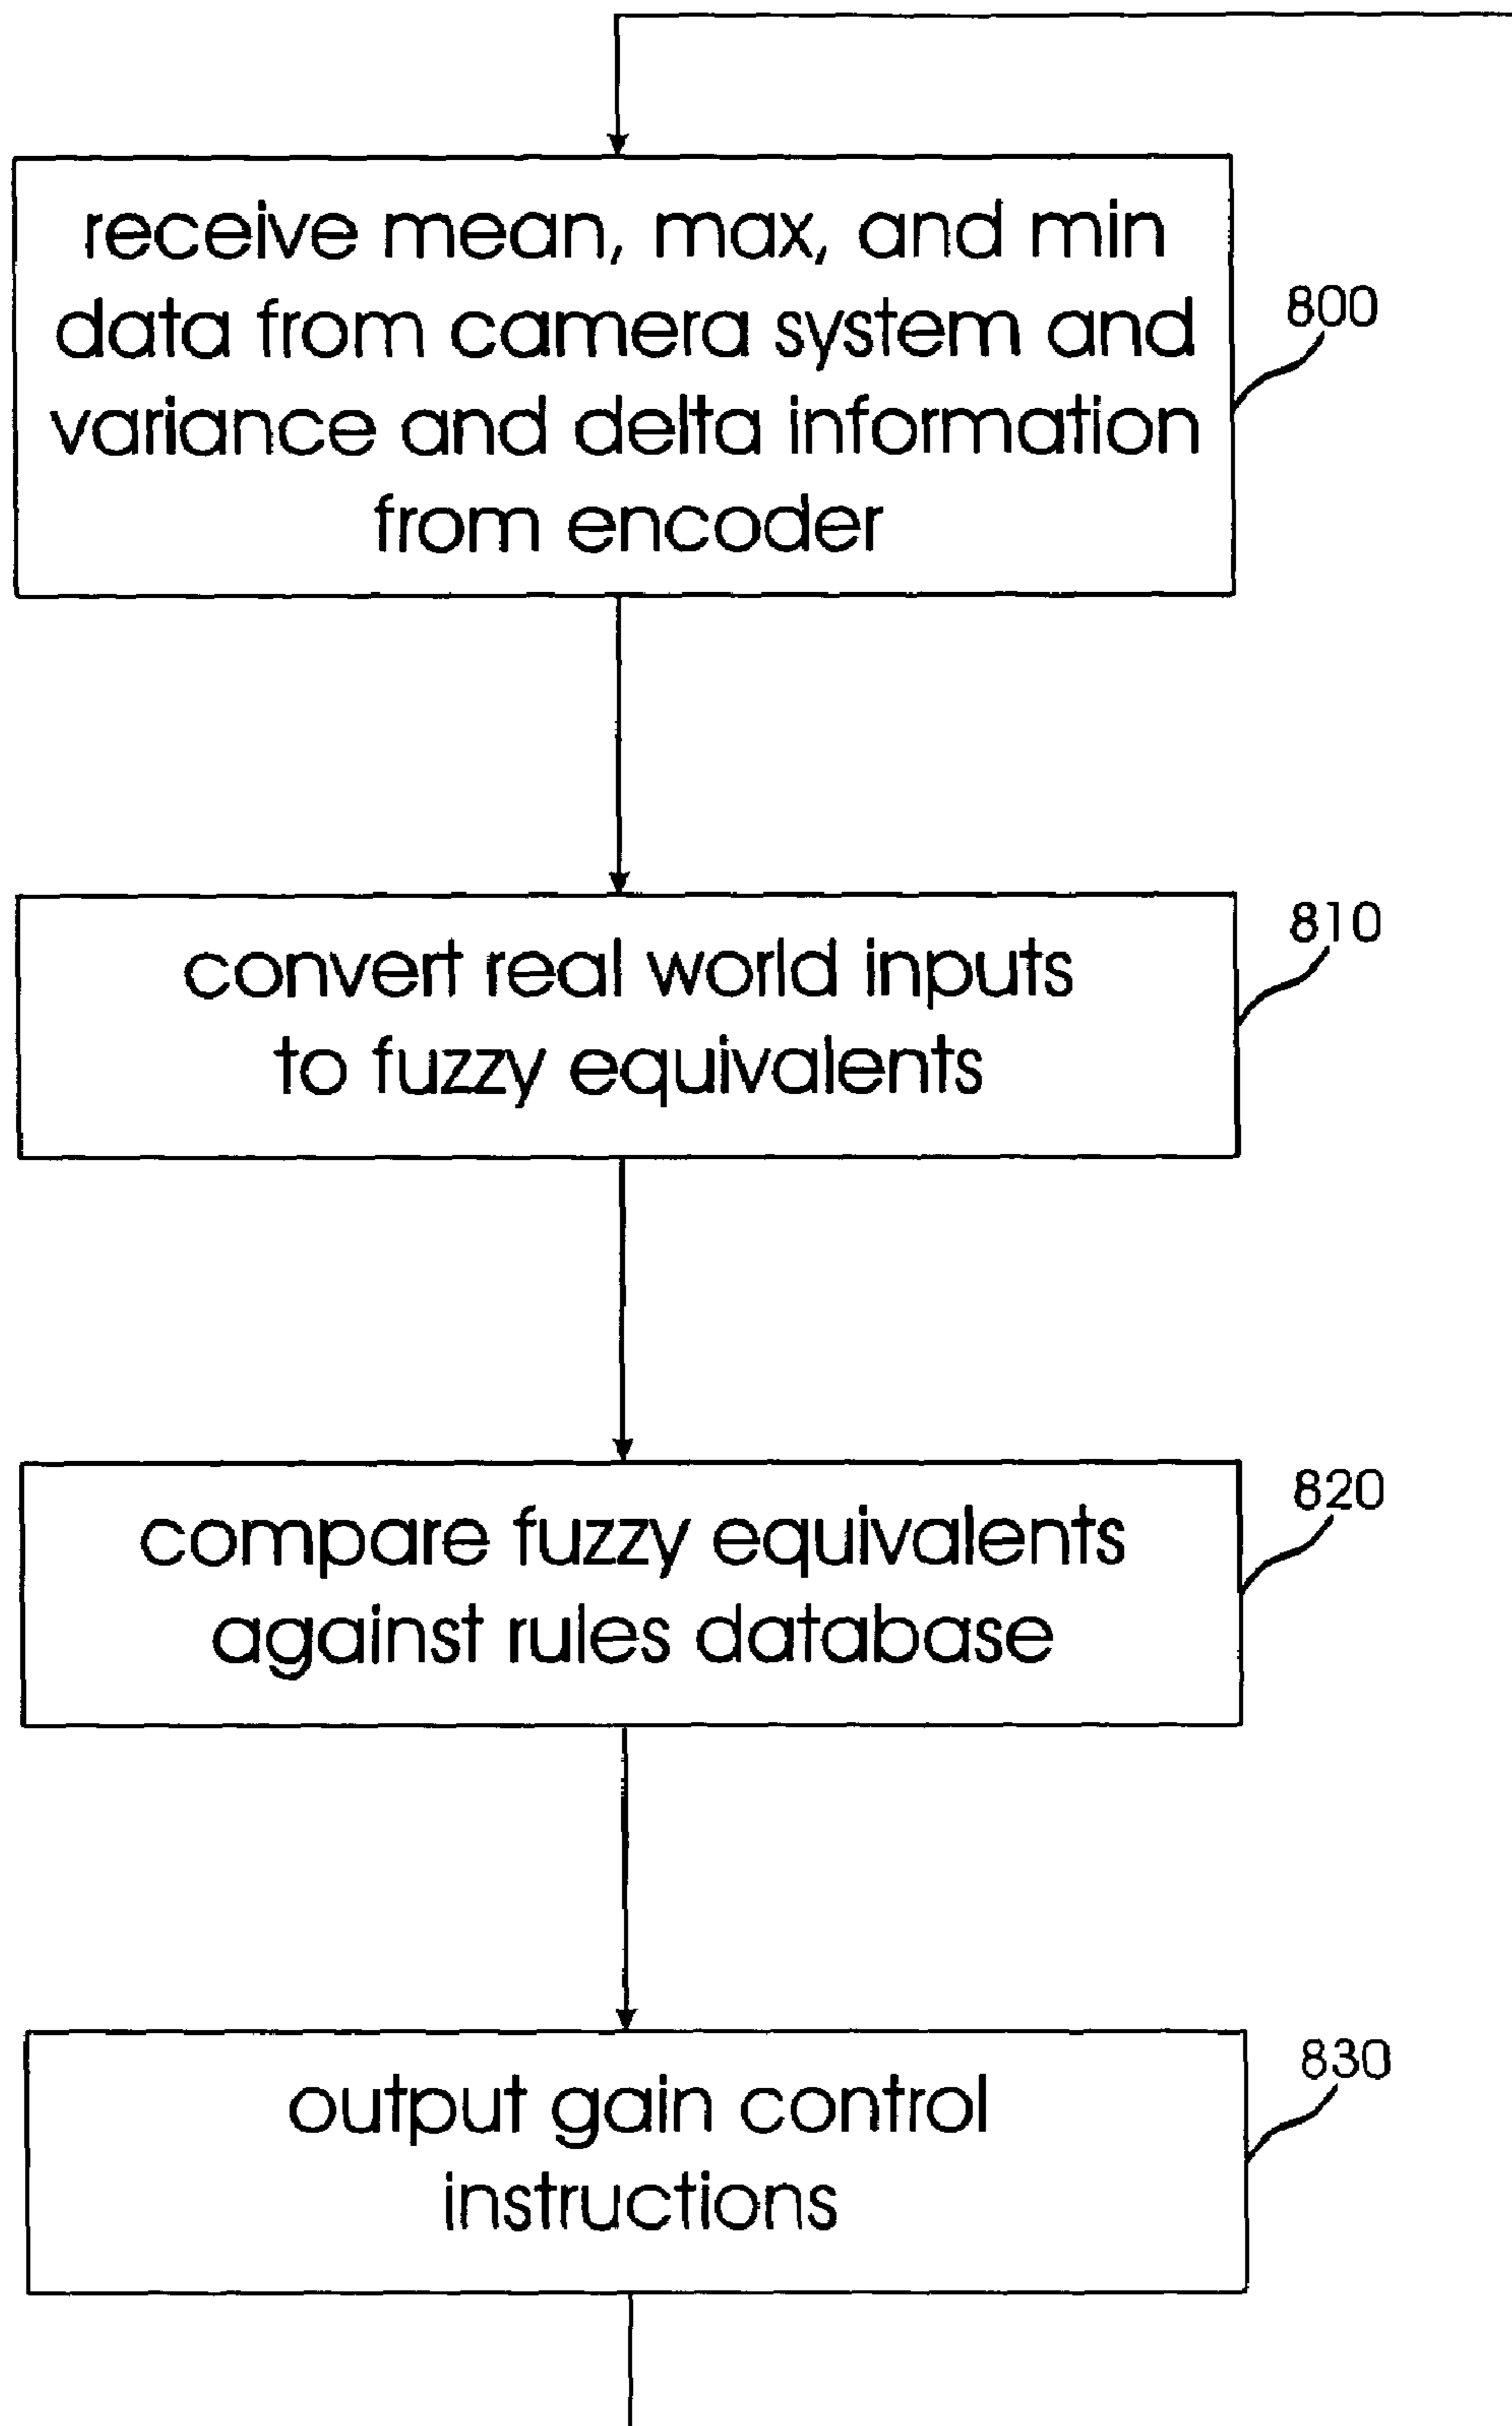 receive mean, max, and min
data from camera system and
variance and delta information
from encoder
800
convert real world inputs
to fuzzy equivalents
810
compare fuzzy equivalents
against rules database
820
output gain control
instructions
830